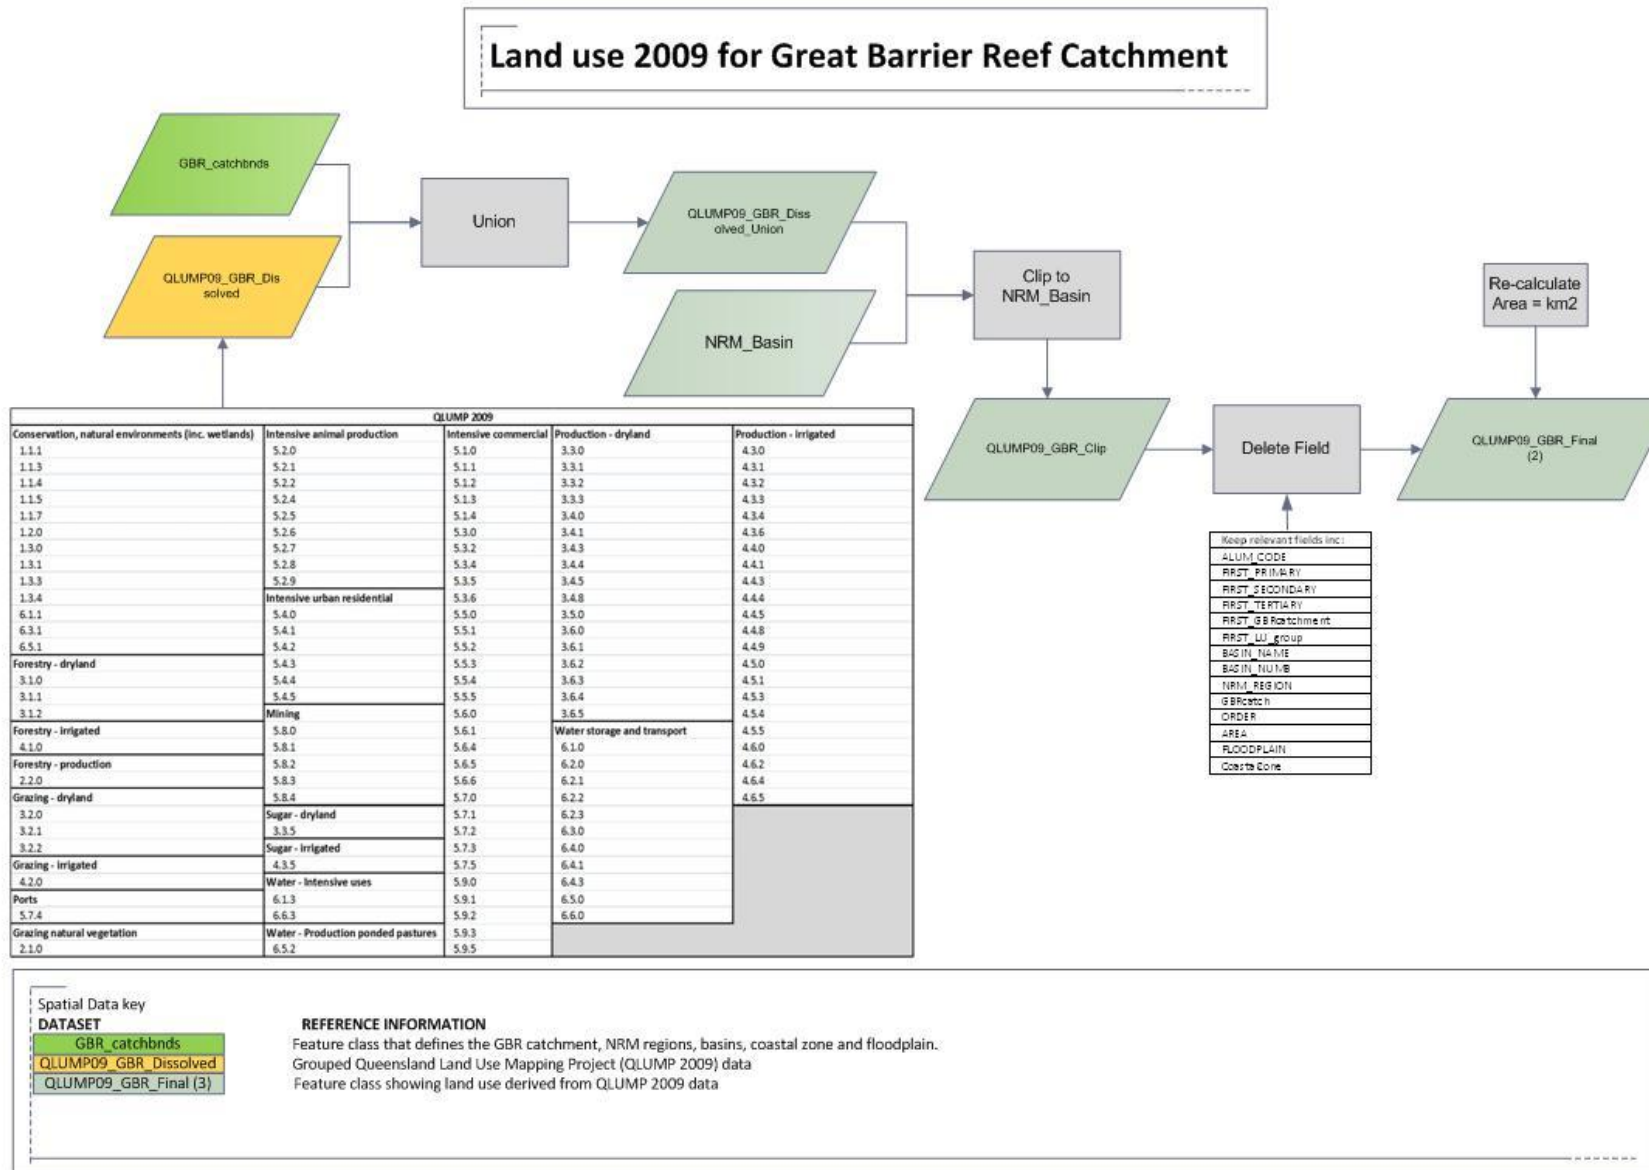 Land use 2009 for Great Barrier Reef Catchment
GBR_catchbnds
QLUMP09_GBR_Dis
solved
Union
QLUMP09_GBR_Diss
olved_Union
NRM_Basin
Clip to
NRM_Basin
QLUMP09_GBR_Clip
Delete Field
Re-calculate
Area = km2
QLUMP09_GBR_Final
(2)
Keep relevant fields inc:
ALUM_CODE
FIRST_PRIMARY
FIRST_SECONDARY
FIRST_TERTIARY
FIRST_GBRcatchment
FIRST_LU_group
BASIN_NAME
BASIN_NUMB
NRM_REGION
GBRcatch
ORDER
AREA
FLOODPLAIN
CoastalZone
QLUMP 2009
Conservation, natural environments (inc. wetlands)
1.1.1
1.1.3
1.1.4
1.1.5
1.1.7
1.2.0
1.3.0
1.3.1
1.3.3
1.3.4
6.1.1
6.3.1
6.5.1
Forestry - dryland
3.1.0
3.1.1
3.1.2
Forestry - irrigated
4.1.0
Forestry - production
2.2.0
Grazing - dryland
3.2.0
3.2.1
3.2.2
Grazing - irrigated
4.2.0
Ports
5.7.4
Grazing natural vegetation
2.1.0
Intensive animal production
5.2.0
5.2.1
5.2.2
5.2.4
5.2.5
5.2.6
5.2.7
5.2.8
5.2.9
Intensive urban residential
5.4.0
5.4.1
5.4.2
5.4.3
5.4.4
5.4.5
Mining
5.8.0
5.8.1
5.8.2
5.8.3
5.8.4
Sugar - dryland
3.3.5
Sugar - irrigated
4.3.5
Water - Intensive uses
6.1.3
6.6.3
Water - Production ponded pastures
6.5.2
Intensive commercial
5.1.0
5.1.1
5.1.2
5.1.3
5.1.4
5.3.0
5.3.2
5.3.4
5.3.5
5.3.6
5.5.0
5.5.1
5.5.2
5.5.3
5.5.4
5.5.5
5.6.0
5.6.1
5.6.4
5.6.5
5.6.6
5.7.0
5.7.1
5.7.2
5.7.3
5.7.5
5.9.0
5.9.1
5.9.2
5.9.3
5.9.5
Production - dryland
3.3.0
3.3.1
3.3.2
3.3.3
3.4.0
3.4.1
3.4.3
3.4.4
3.4.5
3.4.8
3.5.0
3.6.0
3.6.1
3.6.2
3.6.3
3.6.4
3.6.5
Water storage and transport
6.1.0
6.2.0
6.2.1
6.2.2
6.2.3
6.3.0
6.4.0
6.4.1
6.4.3
6.5.0
6.6.0
Production - irrigated
4.3.0
4.3.1
4.3.2
4.3.3
4.3.4
4.3.6
4.4.0
4.4.1
4.4.3
4.4.4
4.4.5
4.4.8
4.4.9
4.5.0
4.5.1
4.5.3
4.5.4
4.5.5
4.6.0
4.6.2
4.6.4
4.6.5
Spatial Data key
DATASET REFERENCE INFORMATION
GBR_catchbnds Feature class that defines the GBR catchment, NRM regions, basins, coastal zone and floodplain.
QLUMP09_GBR_Dissolved Grouped Queensland Land Use Mapping Project (QLUMP 2009) data
QLUMP09_GBR_Final (3) Feature class showing land use derived from QLUMP 2009 data